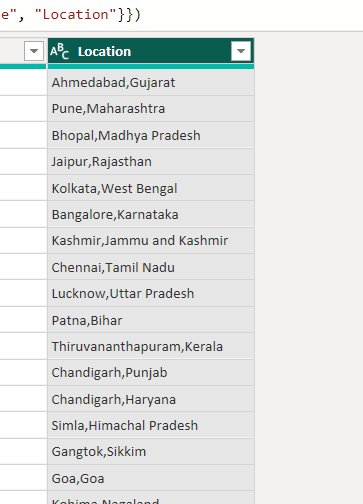 e", "Location"}})
ABC Location
Ahmedabad,Gujarat
Pune,Maharashtra
Bhopal,Madhya Pradesh
Jaipur,Rajasthan
Kolkata,West Bengal
Bangalore,Karnataka
Kashmir,Jammu and Kashmir
Chennai,Tamil Nadu
Lucknow,Uttar Pradesh
Patna,Bihar
Thiruvananthapuram,Kerala
Chandigarh,Punjab
Chandigarh,Haryana
Simla,Himachal Pradesh
Gangtok,Sikkim
Goa,Goa
Kohima,Nagaland